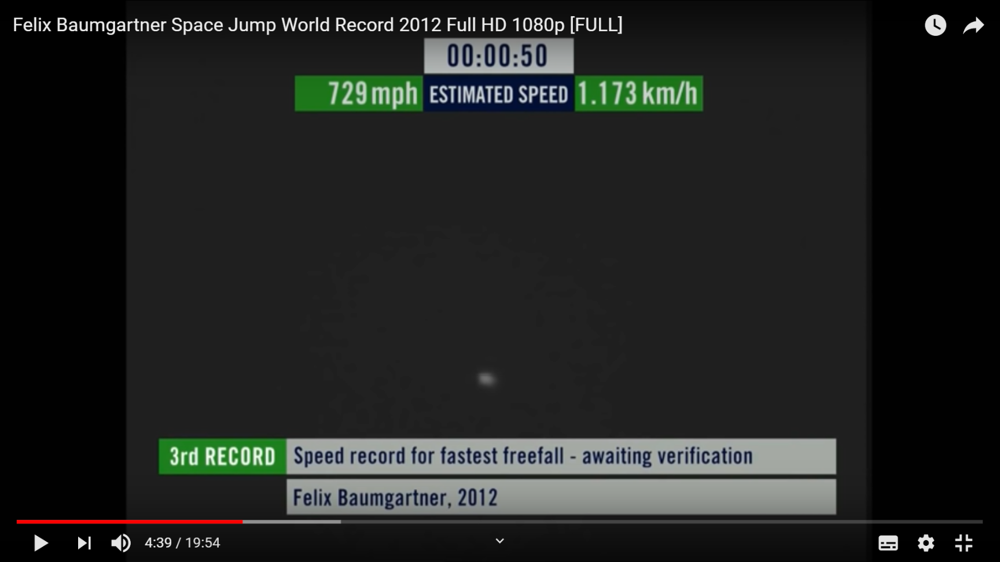 Felix Baumgartner Space Jump World Record 2012 Full HD 1080p [FULL]
00:00:50
729 mph ESTIMATED SPEED 1.173 km/h
3rd RECORD Speed record for fastest freefall - awaiting verification
Felix Baumgartner, 2012
4:39 / 19:54